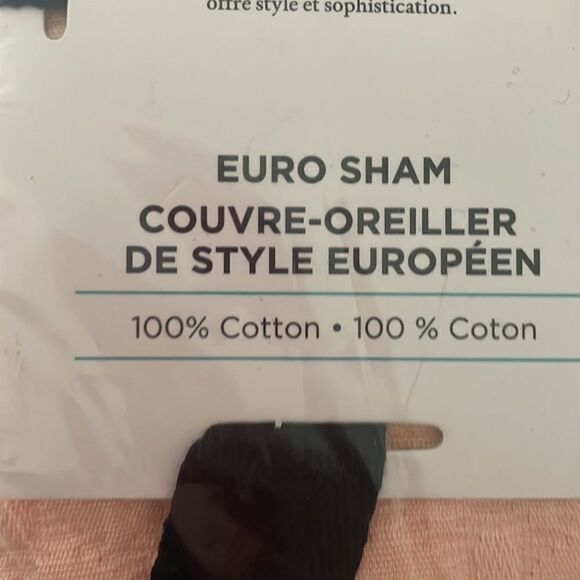 offre style et sophistication.
EURO SHAM
COUVRE-OREILLER
DE STYLE EUROPÉEN
100% Cotton • 100 % Coton